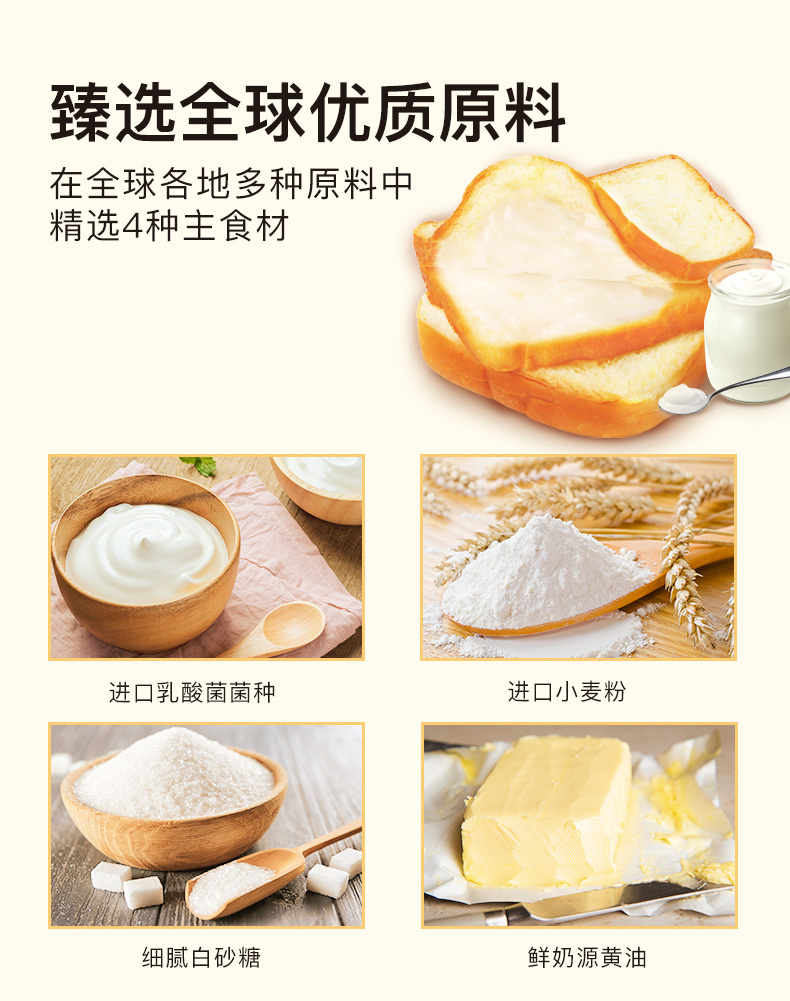 臻选全球优质原料
在全球各地多种原料中
精选4种主食材
进口乳酸菌菌种
进口小麦粉
细腻白砂糖
鲜奶源黄油